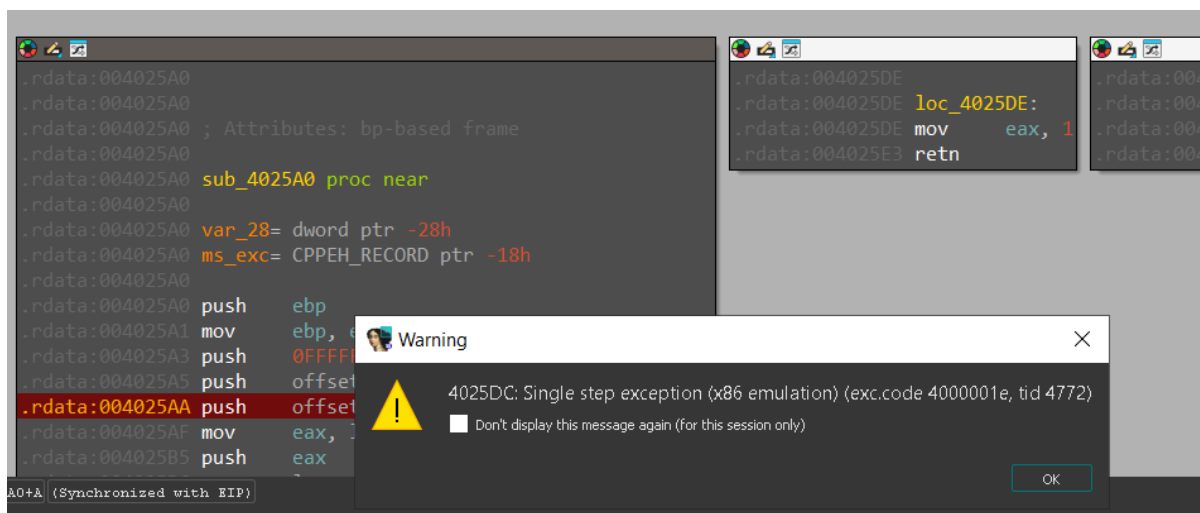 .rdata:004025A0
.rdata:004025A0
.rdata:004025A0 ; Attributes: bp-based frame
.rdata:004025A0
.rdata:004025A0 sub_4025A0 proc near
.rdata:004025A0
.rdata:004025A0 var_28= dword ptr -28h
.rdata:004025A0 ms_exc= CPPEH_RECORD ptr -18h
.rdata:004025A0
.rdata:004025A0 push ebp
.rdata:004025A1 mov ebp,
.rdata:004025A3 push
.rdata:004025A5 push offset
.rdata:004025AA push offset
.rdata:004025AF mov eax,
.rdata:004025B5 push eax
A0+A (Synchronized with EIP)
.rdata:004025DE
.rdata:004025DE loc_4025DE:
.rdata:004025DE mov eax, 1
.rdata:004025E3 retn
Warning
4025DC: Single step exception (x86 emulation) (exc.code 4000001e, tid 4772)
Don't display this message again (for this session only)
OK